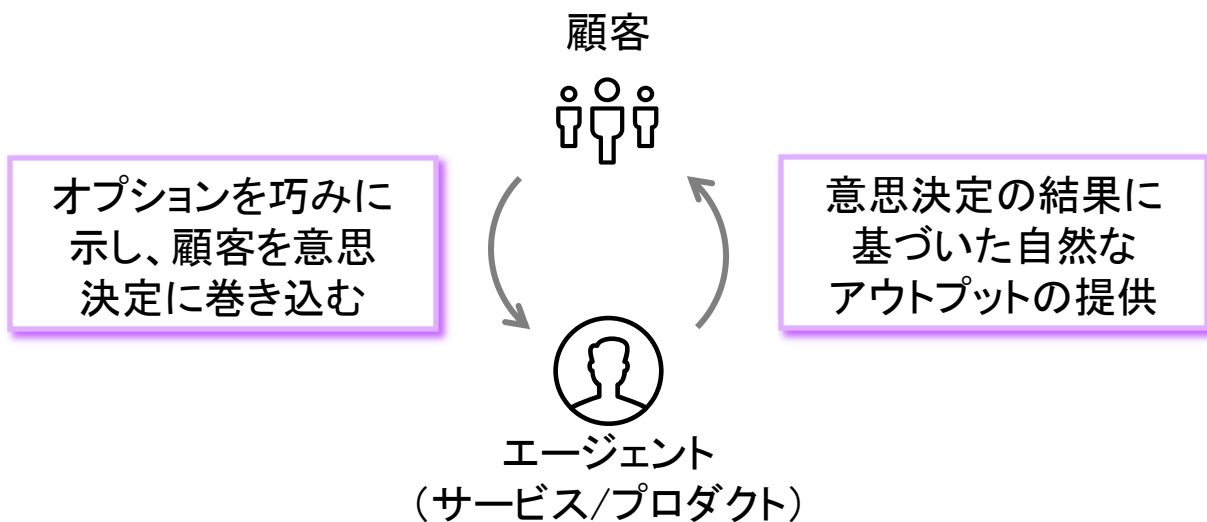 顧客
オプションを巧みに
示し、顧客を意思
決定に巻き込む
意思決定の結果に
基づいた自然な
アウトプットの提供
エージェント
（サービス/プロダクト）